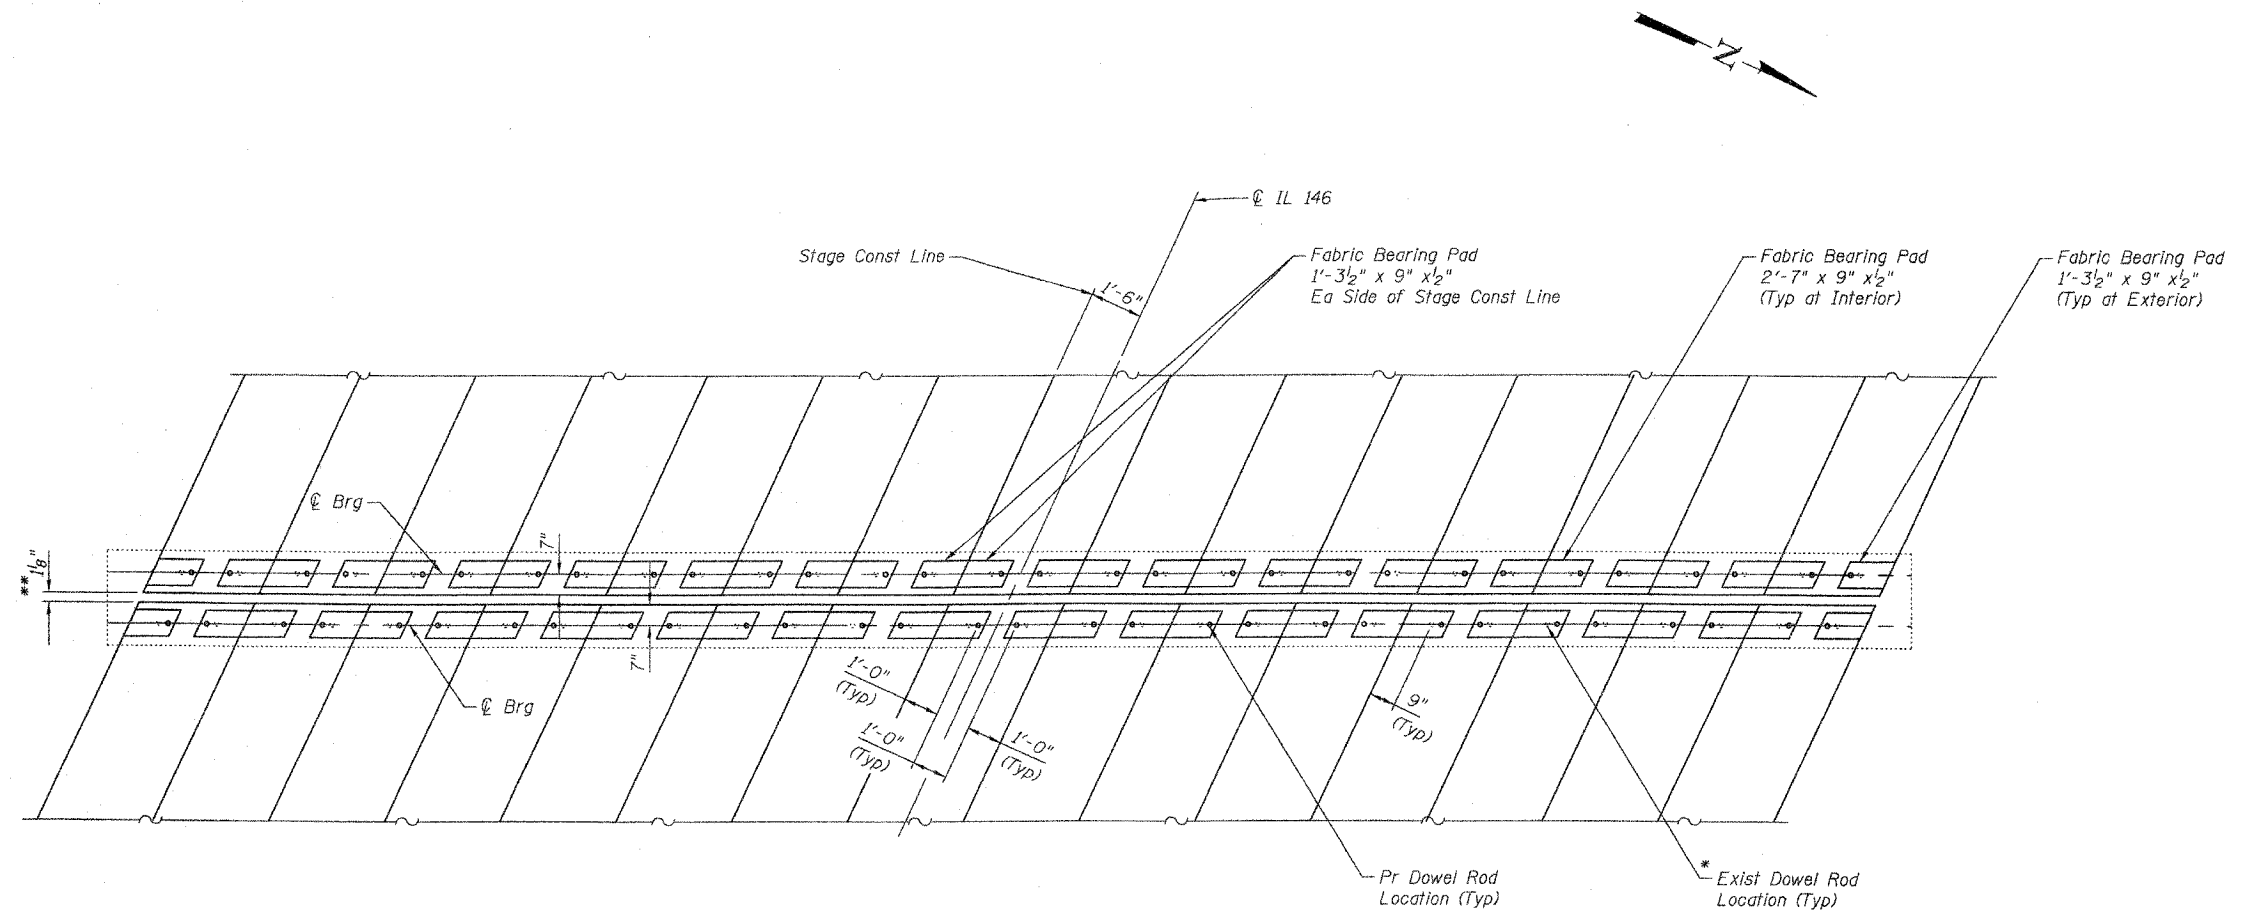 N
℄ IL 146
Stage Const Line
Fabric Bearing Pad
1'-3½" x 9" x½"
Ea Side of Stage Const Line
Fabric Bearing Pad
2'-7" x 9" x½"
(Typ at Interior)
Fabric Bearing Pad
1'-3½" x 9" x½"
(Typ at Exterior)
1'-6"
℄ Brg
7"
**
1⅛"
7"
℄ Brg
1'-0"
(Typ)
1'-0"
(Typ)
1'-0"
(Typ)
9"
(Typ)
Pr Dowel Rod
Location (Typ)
*
Exist Dowel Rod
Location (Typ)